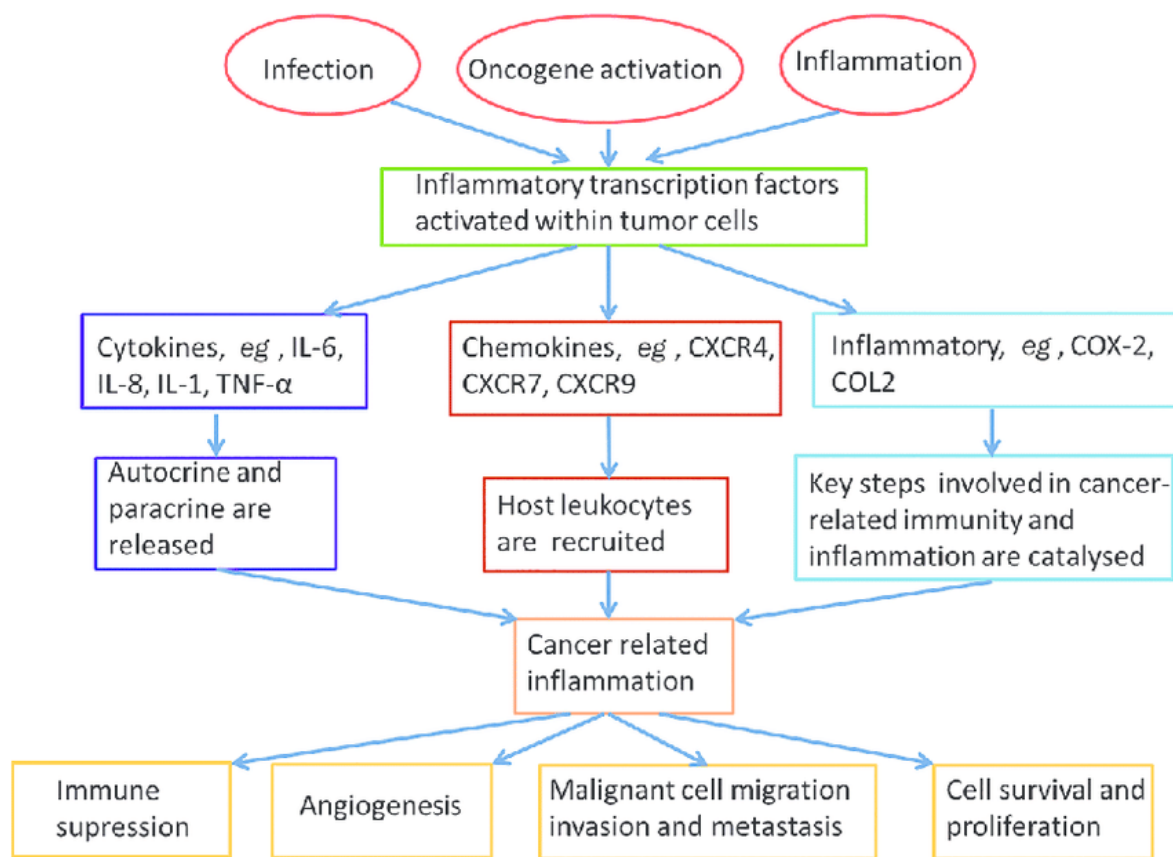 Infection
Oncogene activation
Inflammation
Inflammatory transcription factors
activated within tumor cells
Cytokines, eg , IL-6,
IL-8, IL-1, TNF-α
Chemokines, eg , CXCR4,
CXCR7, CXCR9
Inflammatory, eg , COX-2,
COL2
Autocrine and
paracrine are
released
Host leukocytes
are recruited
Key steps involved in cancer-
related immunity and
inflammation are catalysed
Cancer related
inflammation
Immune
supression
Angiogenesis
Malignant cell migration
invasion and metastasis
Cell survival and
proliferation